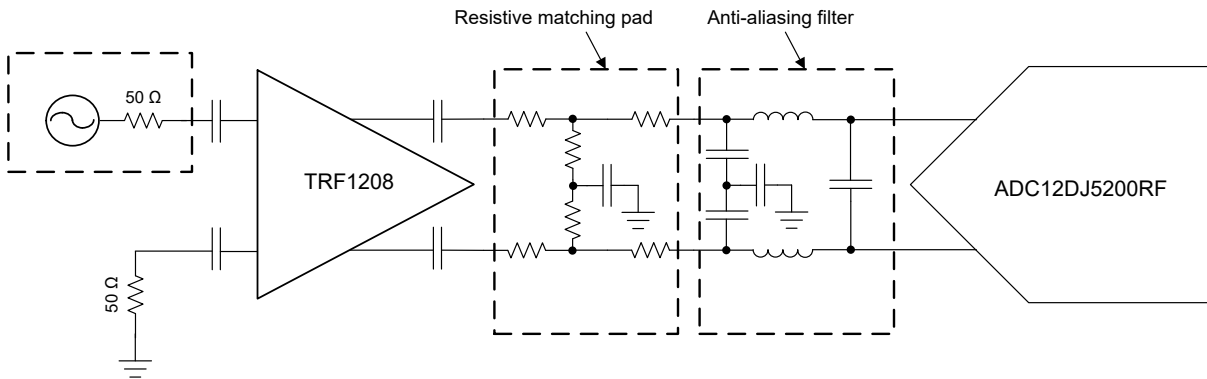 Resistive matching pad
Anti-aliasing filter
50 Ω
TRF1208
ADC12DJ5200RF
50 Ω